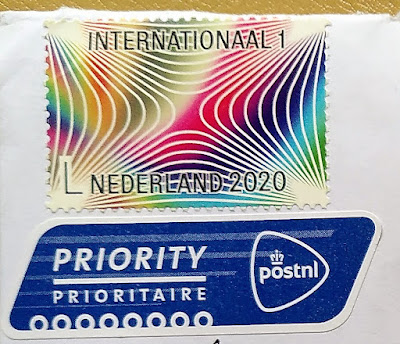 INTERNATIONAAL 1
L NEDERLAND 2020
PRIORITY
PRIORITAIRE
postnl